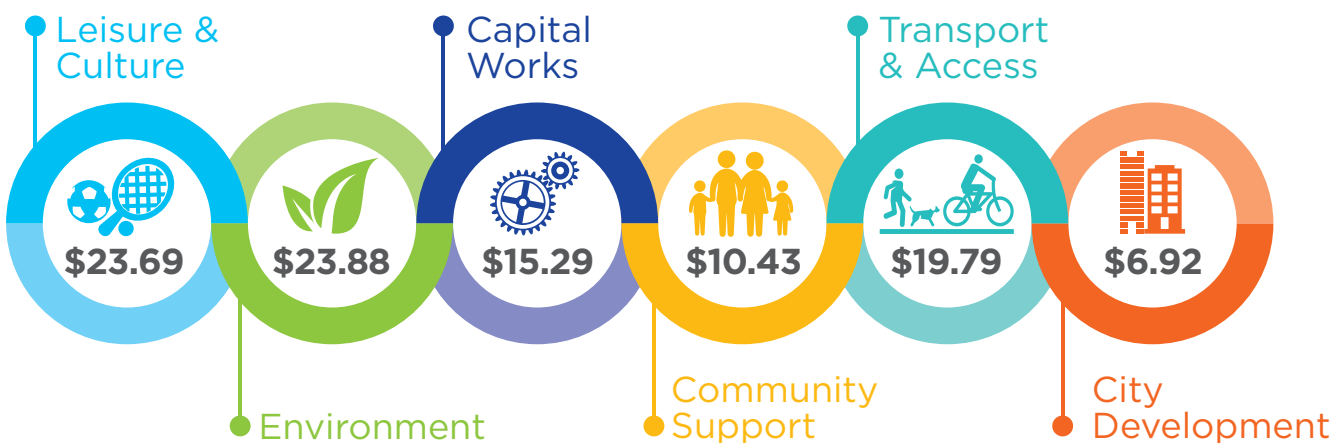 Leisure &
Culture
Capital
Works
Transport
& Access
$23.69
$23.88
$15.29
$10.43
$19.79
$6.92
Environment
Community
Support
City
Development